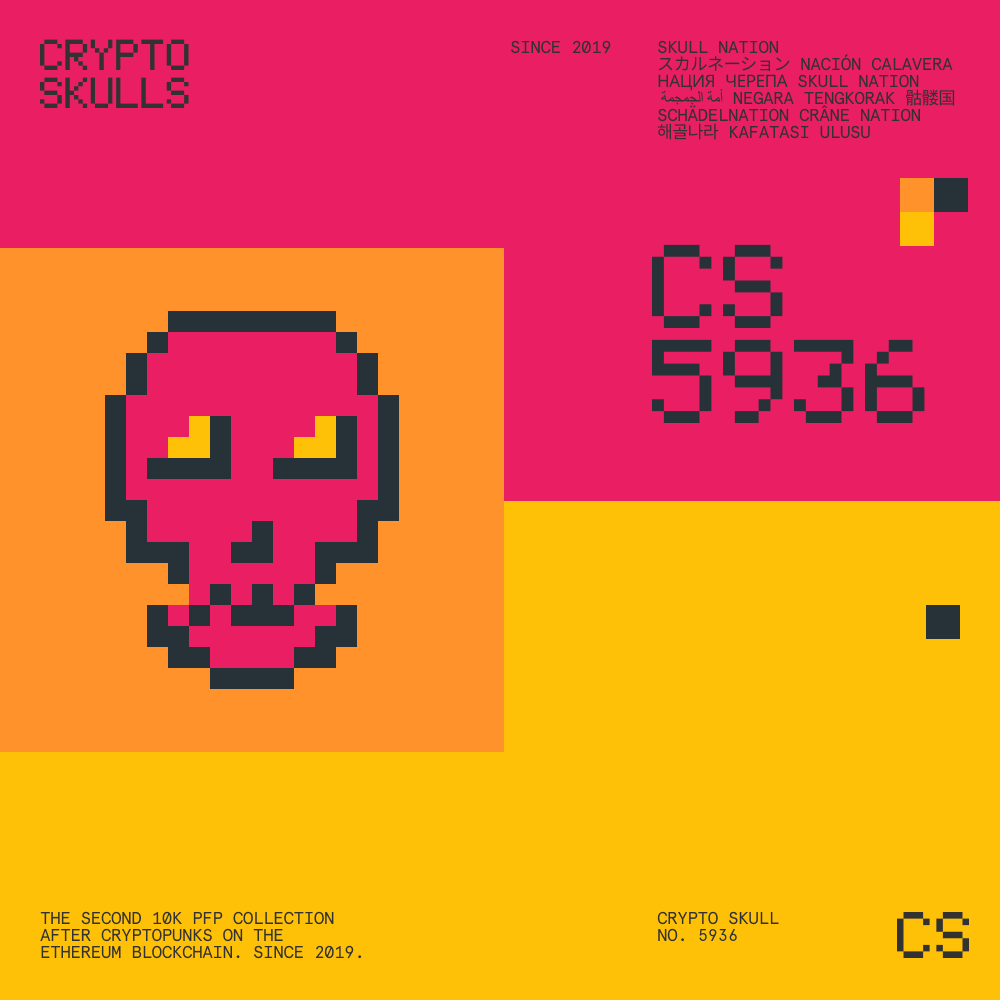 CRYPTO
SKULLS
SINCE 2019
SKULL NATION
スカルネーション NACIÓN CALAVERA
НАЦИЯ ЧЕРЕПА SKULL NATION
أمة الجمجمة NEGARA TENGKORAK 骷髅国
SCHÄDELNATION CRÂNE NATION
해골나라 KAFATASI ULUSU
CS
5936
THE SECOND 10K PFP COLLECTION
AFTER CRYPTOPUNKS ON THE
ETHEREUM BLOCKCHAIN. SINCE 2019.
CRYPTO SKULL
NO. 5936
CS